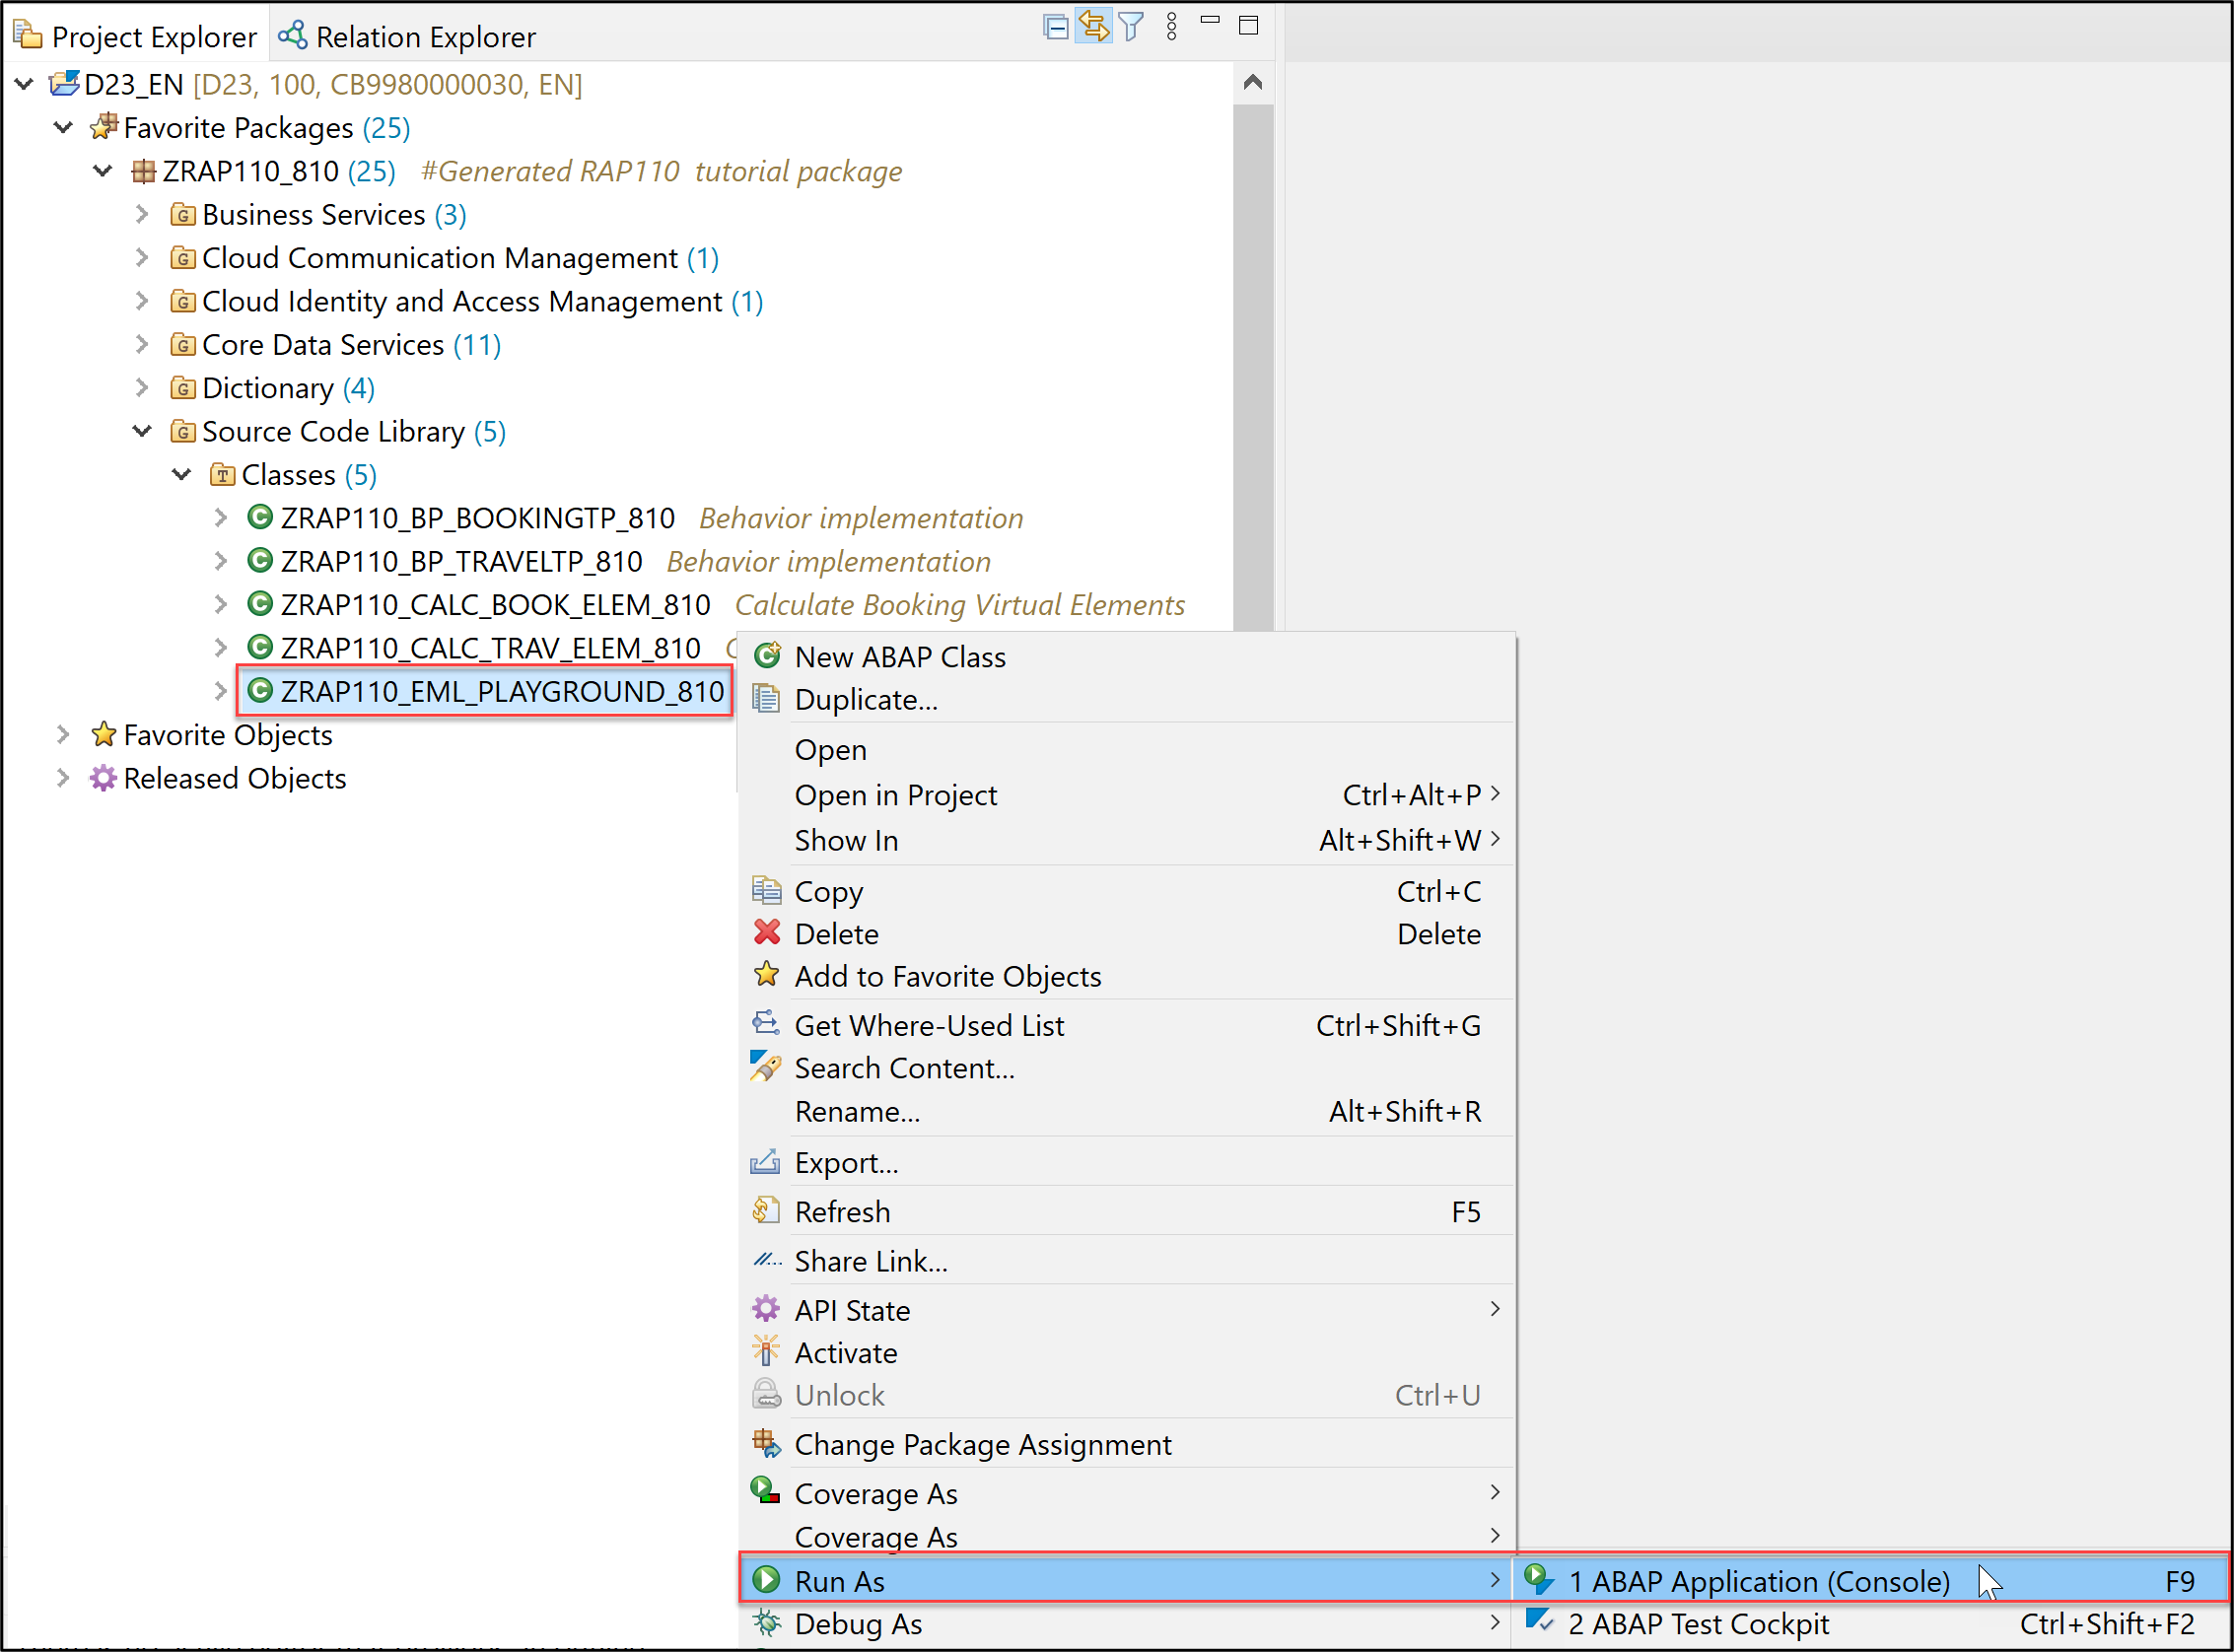 Project Explorer Relation Explorer
D23_EN [D23, 100, CB9980000030, EN]
Favorite Packages (25)
ZRAP110_810 (25) #Generated RAP110 tutorial package
Business Services (3)
Cloud Communication Management (1)
Cloud Identity and Access Management (1)
Core Data Services (11)
Dictionary (4)
Source Code Library (5)
Classes (5)
ZRAP110_BP_BOOKINGTP_810 Behavior implementation
ZRAP110_BP_TRAVELTP_810 Behavior implementation
ZRAP110_CALC_BOOK_ELEM_810 Calculate Booking Virtual Elements
ZRAP110_CALC_TRAV_ELEM_810
ZRAP110_EML_PLAYGROUND_810
Favorite Objects
Released Objects
New ABAP Class
Duplicate...
Open
Open in Project Ctrl+Alt+P
Show In Alt+Shift+W
Copy Ctrl+C
Delete Delete
Add to Favorite Objects
Get Where-Used List Ctrl+Shift+G
Search Content...
Rename... Alt+Shift+R
Export...
Refresh F5
Share Link...
API State
Activate
Unlock Ctrl+U
Change Package Assignment
Coverage As
Coverage As
Run As
Debug As
1 ABAP Application (Console) F9
2 ABAP Test Cockpit Ctrl+Shift+F2